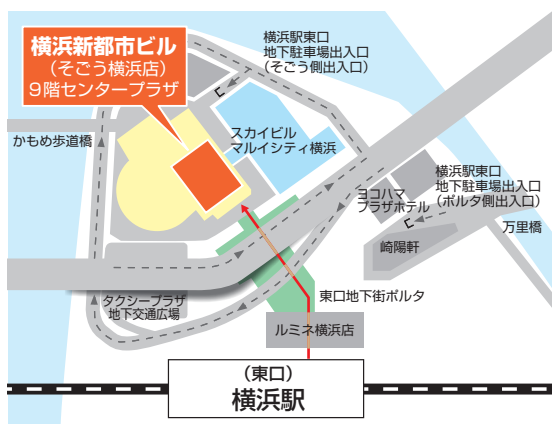 横浜新都市ビル
(そごう横浜店)
9階センタープラザ
横浜駅東口
地下駐車場出入口
(そごう側出入口)
かもめ歩道橋
スカイビル
マルイシティ横浜
横浜駅東口
地下駐車場出入口
(ポルタ側出入口)
ヨコハマ
プラザホテル
万里橋
崎陽軒
東口地下街ポルタ
タクシープラザ
地下交通広場
ルミネ横浜店
(東口)
横浜駅